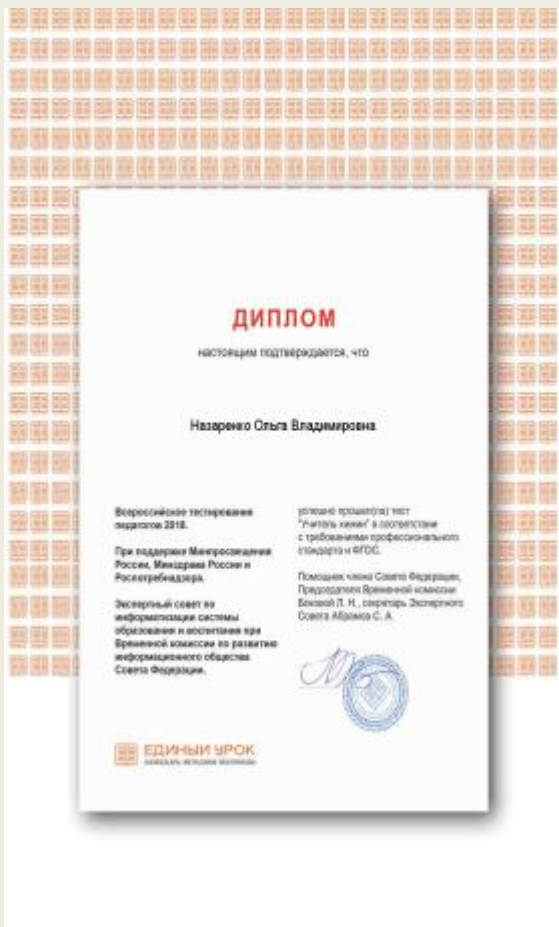 ДИПЛОМ
настоящим подтверждается, что
Назаренко Ольга Владимировна
Всероссийское тестирование
педагогов 2018.
При поддержке Минпросвещения
России, Минздрава России и
Роспотребнадзора.
Экспертный совет по
информатизации системы
образования и воспитания при
Временной комиссии по развитию
информационного общества
Совета Федерации.
успешно прошел(ла) тест
"Учитель химии" в соответствии
с требованиями профессионального
стандарта и ФГОС.
Помощник члена Совета Федерации,
Председателя Временной комиссии
Боковой Л. Н., секретарь Экспертного
Совета Абрамов С. А.
ЕДИНЫЙ УРОК